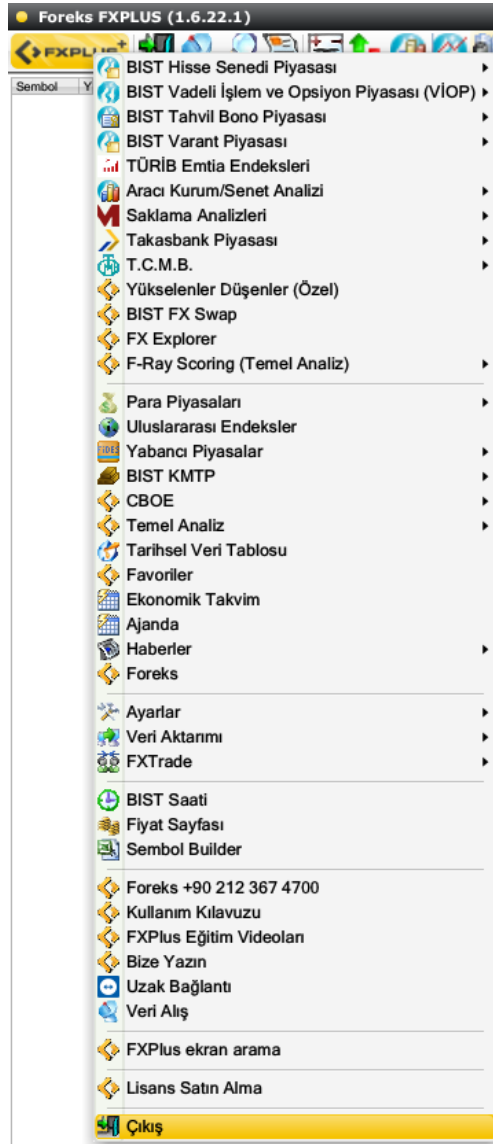 Foreks FXPLUS (1.6.22.1)
FXPLUS+
Sembol Y
BIST Hisse Senedi Piyasası
BIST Vadeli İşlem ve Opsiyon Piyasası (VİOP)
BIST Tahvil Bono Piyasası
BIST Varant Piyasası
TÜRİB Emtia Endeksleri
Aracı Kurum/Senet Analizi
Saklama Analizleri
Takasbank Piyasası
T.C.M.B.
Yükselenler Düşenler (Özel)
BIST FX Swap
FX Explorer
F-Ray Scoring (Temel Analiz)
Para Piyasaları
Uluslararası Endeksler
Yabancı Piyasalar
BIST KMTP
CBOE
Temel Analiz
Tarihsel Veri Tablosu
Favoriler
Ekonomik Takvim
Ajanda
Haberler
Foreks
Ayarlar
Veri Aktarımı
FXTrade
BIST Saati
Fiyat Sayfası
Sembol Builder
Foreks +90 212 367 4700
Kullanım Kılavuzu
FXPlus Eğitim Videoları
Bize Yazın
Uzak Bağlantı
Veri Alış
FXPlus ekran arama
Lisans Satın Alma
Çıkış